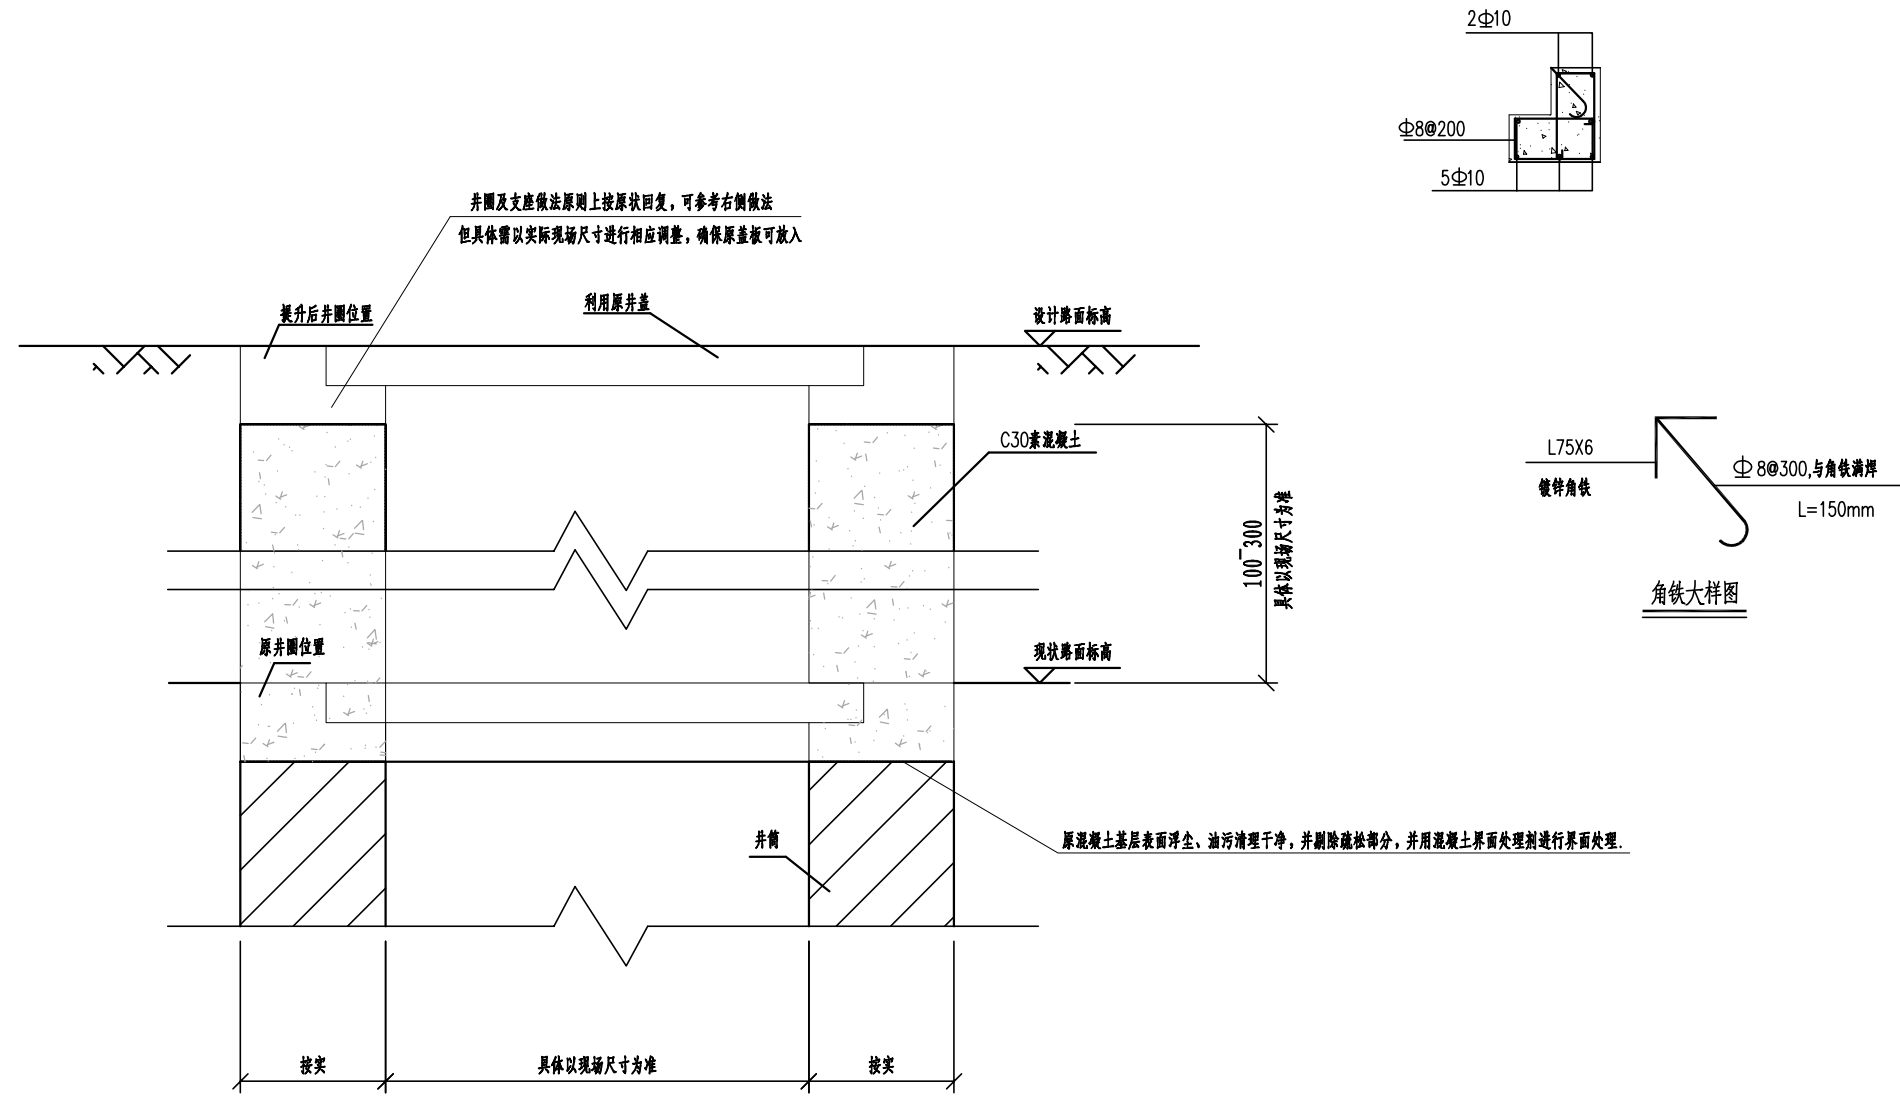 2Φ10
Φ8@200
5Φ10
井圈及支座做法原则上按原状回复，可参考右侧做法
但具体需以实际现场尺寸进行相应调整，确保原盖板可放入
提升后井圈位置
利用原井盖
设计路面标高
C30素混凝土
L75X6
镀锌角铁
Φ8@300,与角铁满焊
L=150mm
角铁大样图
100~300
具体以现场尺寸为准
原井圈位置
现状路面标高
井筒
原混凝土基层表面浮尘、油污清理干净，并剔除疏松部分，并用混凝土界面处理剂进行界面处理.
按实
具体以现场尺寸为准
按实